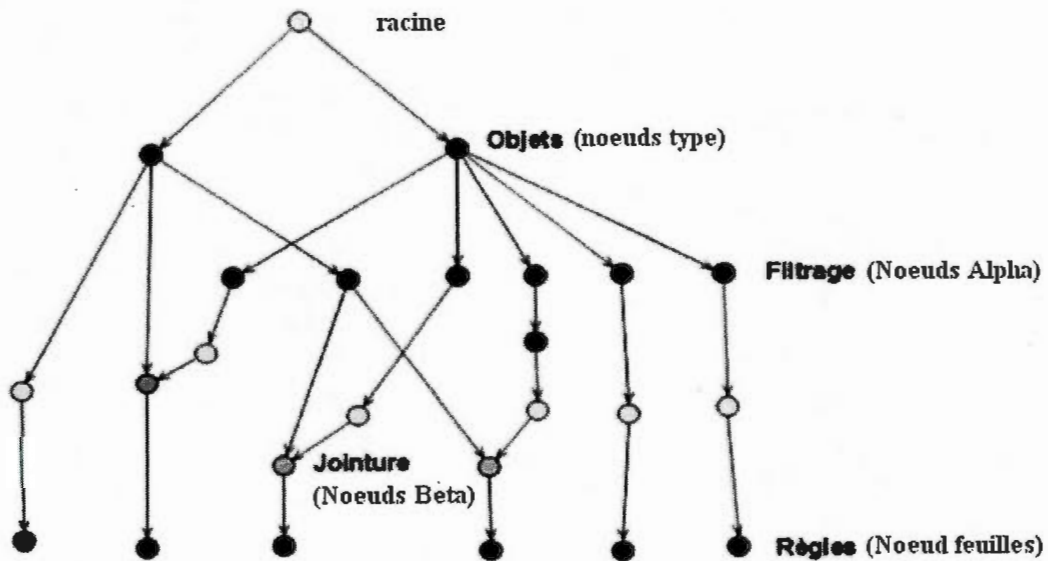 racine
Objets (noeuds type)
Filtrage (Noeuds Alpha)
Jointure
(Noeuds Beta)
Règles (Noeud feuilles)